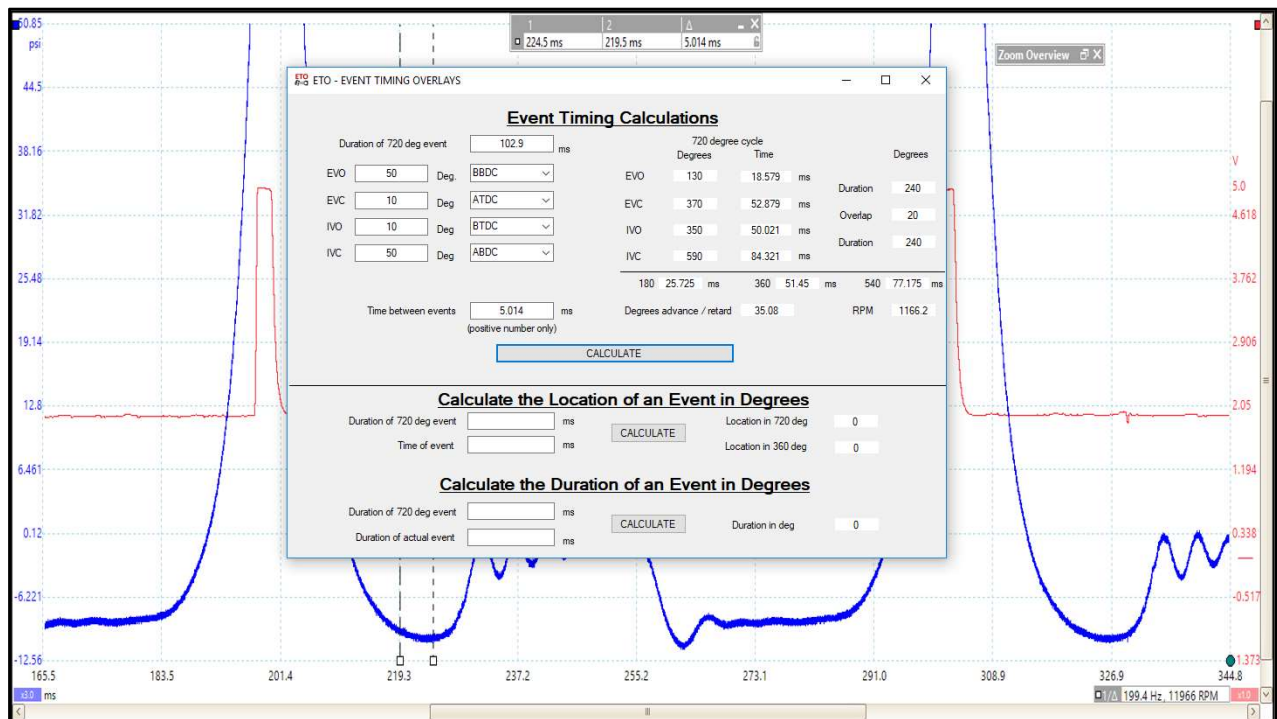 1 2 Δ
224.5 ms 219.5 ms 5.014 ms
50.85
psi
44.5
38.16
31.82
25.48
19.14
12.8
6.461
0.12
-6.221
-12.56
Zoom Overview
ETO ETO - EVENT TIMING OVERLAYS
Event Timing Calculations
Duration of 720 deg event 102.9 ms
EVO 50 Deg. BBDC
EVC 10 Deg ATDC
IVO 10 Deg BTDC
IVC 50 Deg ABDC
720 degree cycle
Degrees Time Degrees
EVO 130 18.579 ms
EVC 370 52.879 ms
IVO 350 50.021 ms
IVC 590 84.321 ms
Duration 240
Overlap 20
Duration 240
180 25.725 ms 360 51.45 ms 540 77.175 ms
Time between events 5.014 ms
(positive number only)
Degrees advance / retard 35.08 RPM 1166.2
CALCULATE
Calculate the Location of an Event in Degrees
Duration of 720 deg event ms
Time of event ms
CALCULATE
Location in 720 deg 0
Location in 360 deg 0
Calculate the Duration of an Event in Degrees
Duration of 720 deg event ms
Duration of actual event ms
CALCULATE
Duration in deg 0
V
5.0
4.618
3.762
2.906
2.05
1.194
0.338
-0.517
-1.373
165.5 183.5 201.4 219.3 237.2 255.2 273.1 291.0 308.9 326.9 344.8
x3.0 ms
1/Δ 199.4 Hz, 11966 RPM x1.0